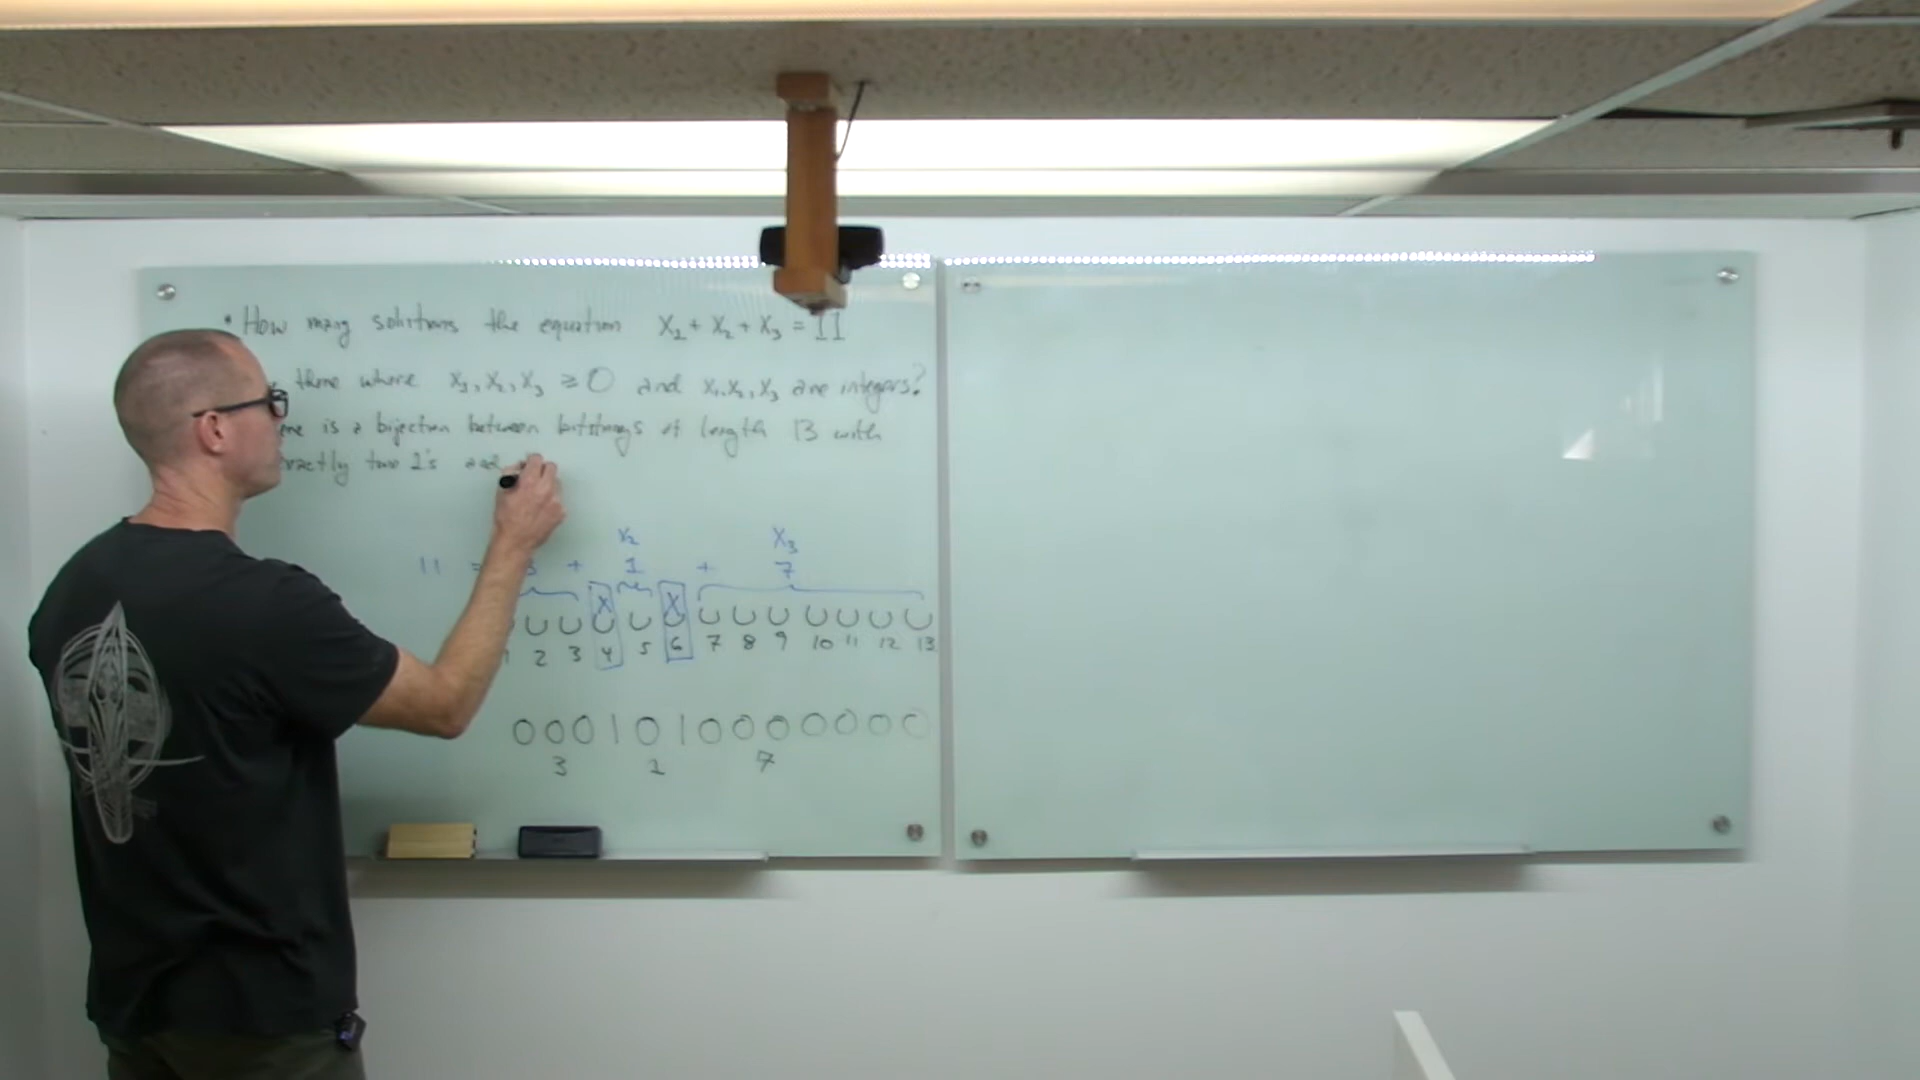 • How many solutions the equation X₁ + X₂ + X₃ = 11
there where X₁, X₂, X₃ ≥ 0 and X₁, X₂, X₃ are integers?
is a bijection between bitstrings of length 13 with
exactly two 1's and
X₂ X₃
11 = 3 + 1 + 7
X X
1 2 3 4 5 6 7 8 9 10 11 12 13
0 0 0 1 0 1 0 0 0 0 0 0 0
3 1 7